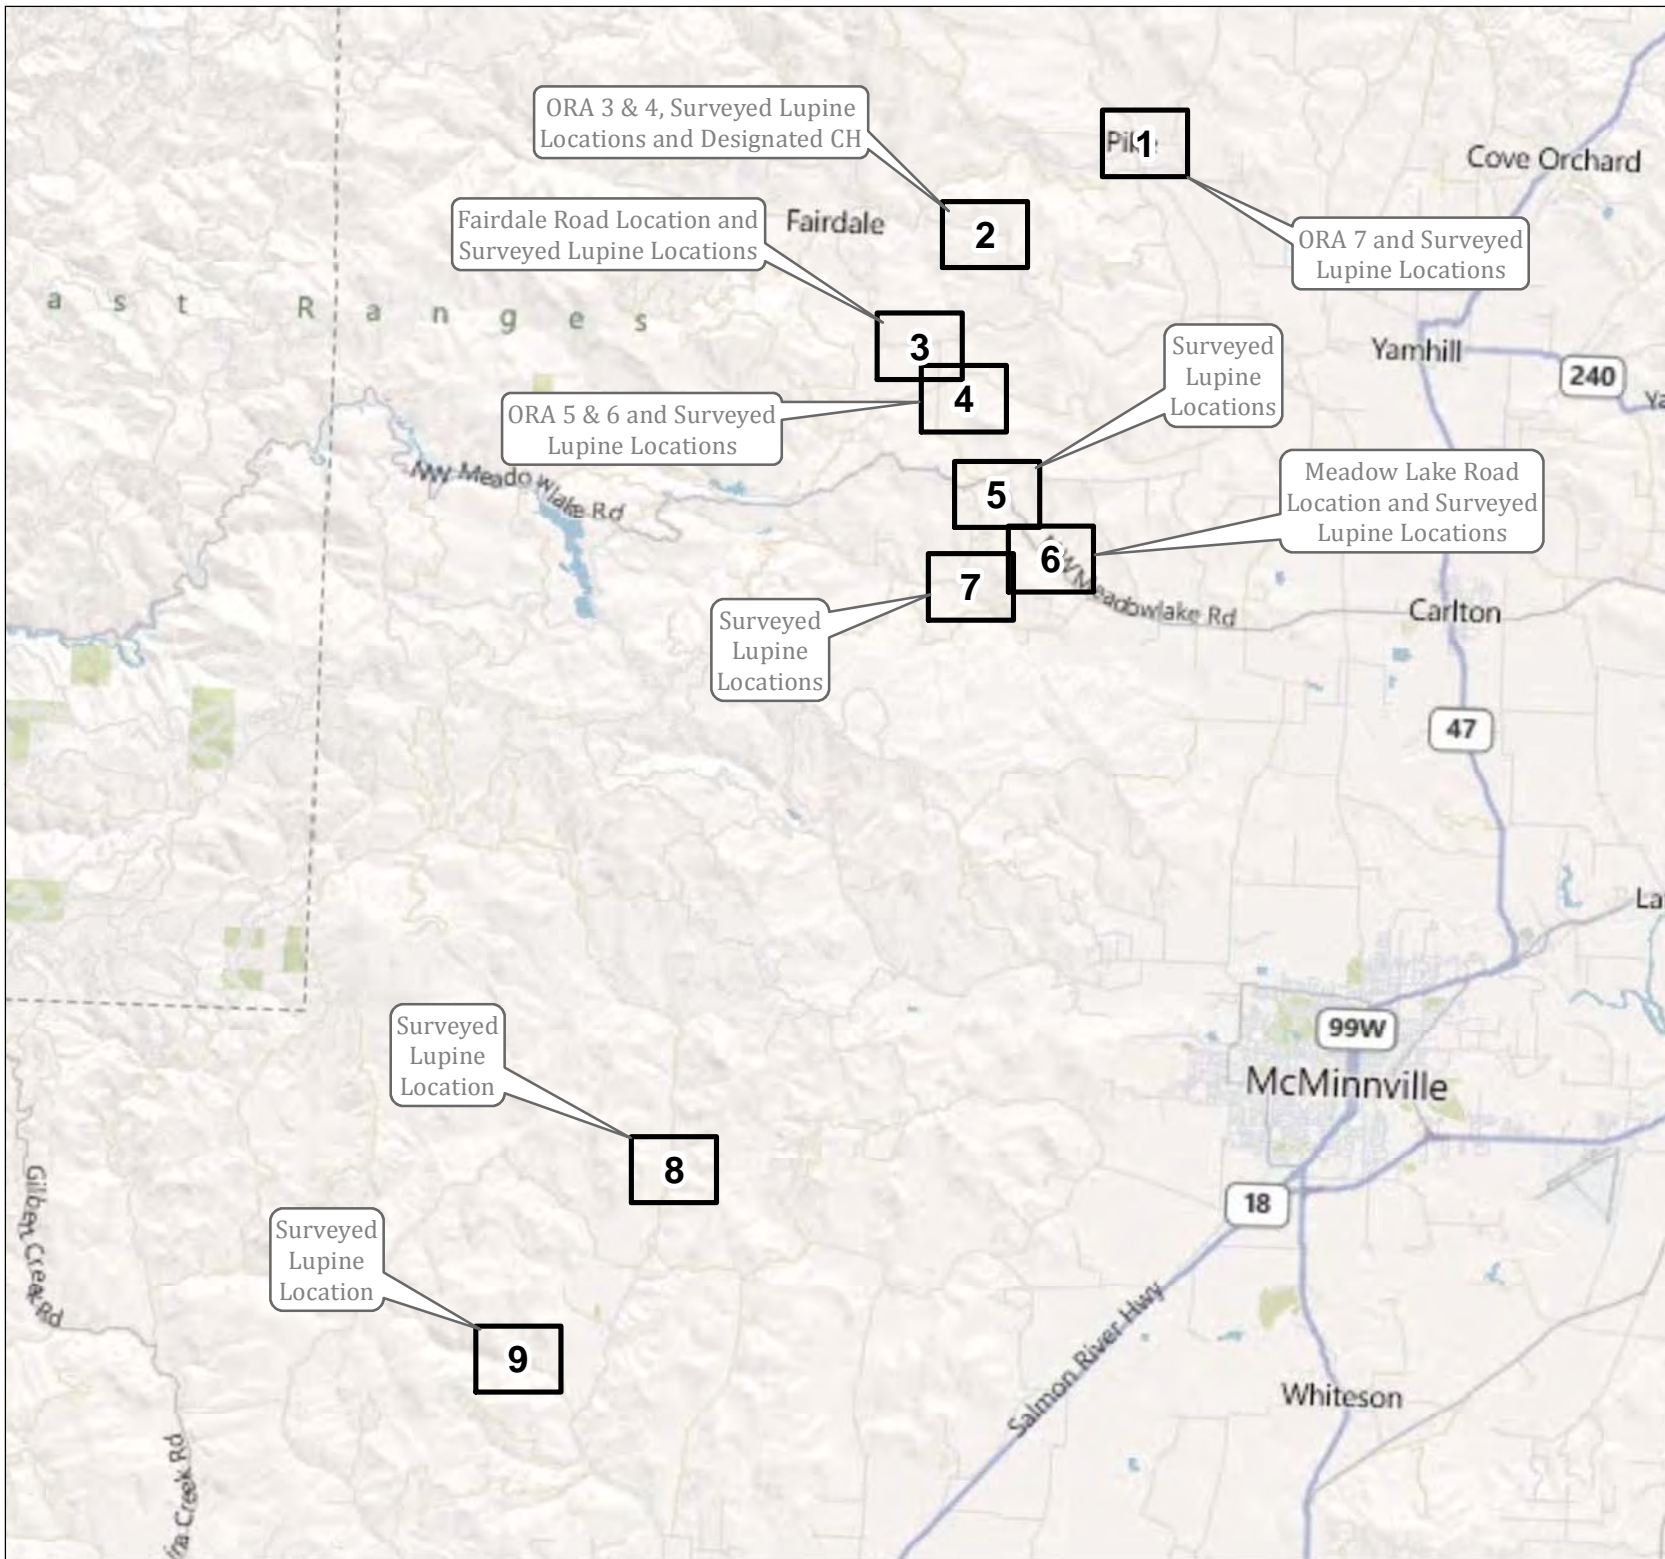 ORA 3 & 4, Surveyed Lupine
Locations and Designated CH
1
Cove Orchard
Fairdale Road Location and
Surveyed Lupine Locations
Fairdale
2
ORA 7 and Surveyed
Lupine Locations
a s t R a n g e s
3
Surveyed
Lupine
Locations
Yamhill
240
4
ORA 5 & 6 and Surveyed
Lupine Locations
NW Meadowlake Rd
5
Meadow Lake Road
Location and Surveyed
Lupine Locations
6
7
Meadowlake Rd
Carlton
Surveyed
Lupine
Locations
47
La
99W
McMinnville
Surveyed
Lupine
Location
8
18
Surveyed
Lupine
Location
9
Salmon River Hwy
Whiteson
Creek Rd